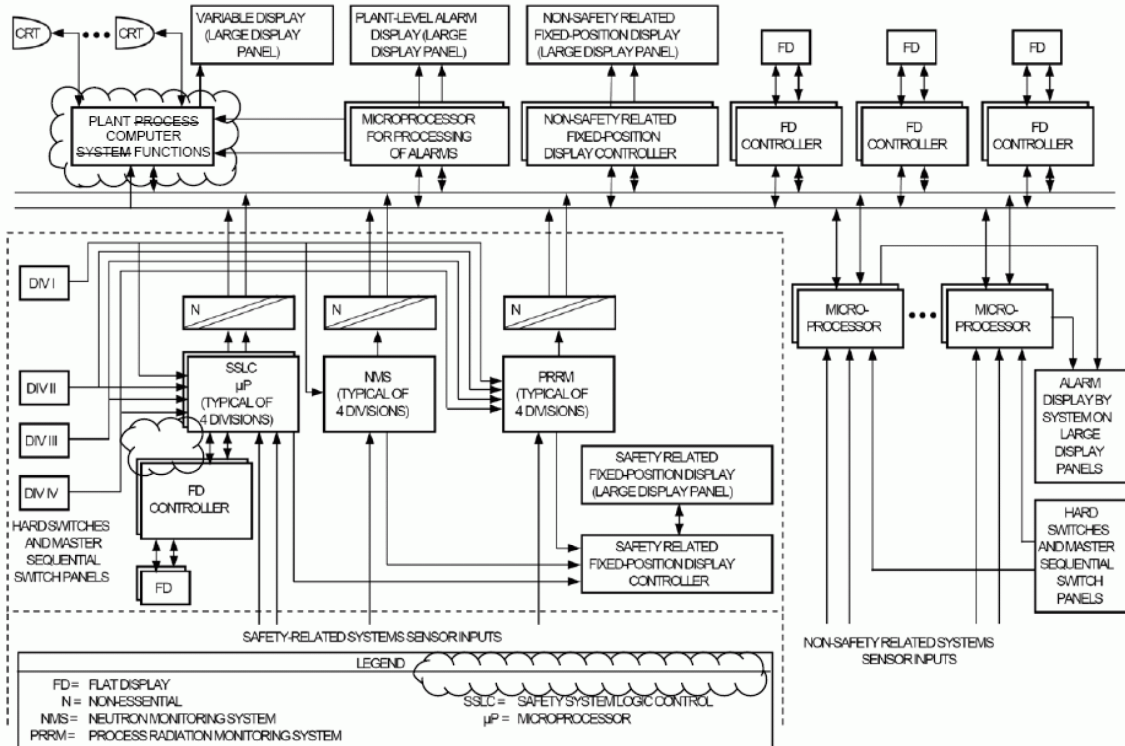 CRT
CRT
VARIABLE DISPLAY
(LARGE DISPLAY
PANEL)
PLANT-LEVEL ALARM
DISPLAY (LARGE
DISPLAY PANEL)
NON-SAFETY RELATED
FIXED-POSITION DISPLAY
(LARGE DISPLAY PANEL)
FD
FD
FD
PLANT PROCESS
COMPUTER
SYSTEM FUNCTIONS
MICROPROCESSOR
FOR PROCESSING
OF ALARMS
NON-SAFETY RELATED
FIXED-POSITION
DISPLAY CONTROLLER
FD
CONTROLLER
FD
CONTROLLER
FD
CONTROLLER
DIV I
N
N
N
MICRO-
PROCESSOR
MICRO-
PROCESSOR
DIV II
DIV III
DIV IV
HARD SWITCHES
AND MASTER
SEQUENTIAL
SWITCH PANELS
SSLC
μP
(TYPICAL OF
4 DIVISIONS)
NMS
(TYPICAL OF
4 DIVISIONS)
PRRM
(TYPICAL OF
4 DIVISIONS)
ALARM
DISPLAY BY
SYSTEM ON
LARGE
DISPLAY
PANELS
FD
CONTROLLER
FD
SAFETY RELATED
FIXED-POSITION DISPLAY
(LARGE DISPLAY PANEL)
SAFETY RELATED
FIXED-POSITION DISPLAY
CONTROLLER
HARD
SWITCHES
AND MASTER
SEQUENTIAL
SWITCH
PANELS
SAFETY-RELATED SYSTEMS SENSOR INPUTS
NON-SAFETY RELATED SYSTEMS
SENSOR INPUTS
LEGEND
FD = FLAT DISPLAY
N = NON-ESSENTIAL
NMS = NEUTRON MONITORING SYSTEM
PRRM = PROCESS RADIATION MONITORING SYSTEM
SSLC = SAFETY SYSTEM LOGIC CONTROL
μP = MICROPROCESSOR